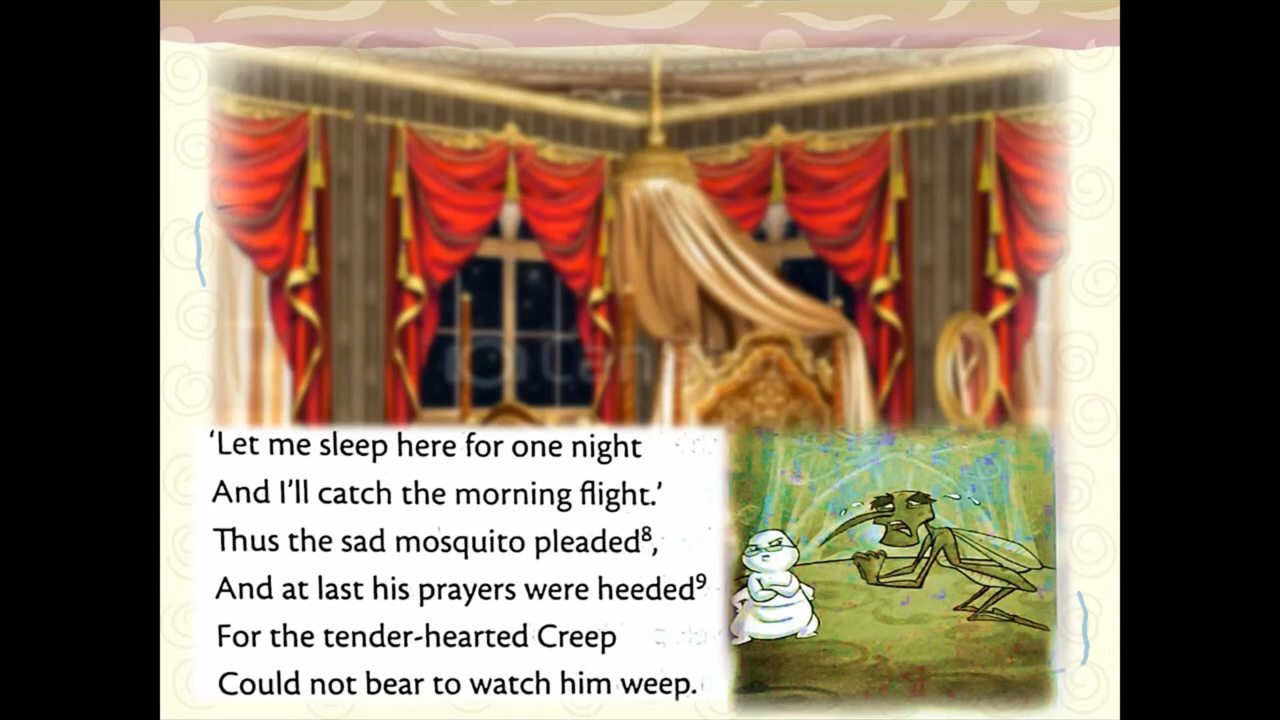 ‘Let me sleep here for one night
And I’ll catch the morning flight.’
Thus the sad mosquito pleaded⁸,
And at last his prayers were heeded⁹
For the tender-hearted Creep
Could not bear to watch him weep.